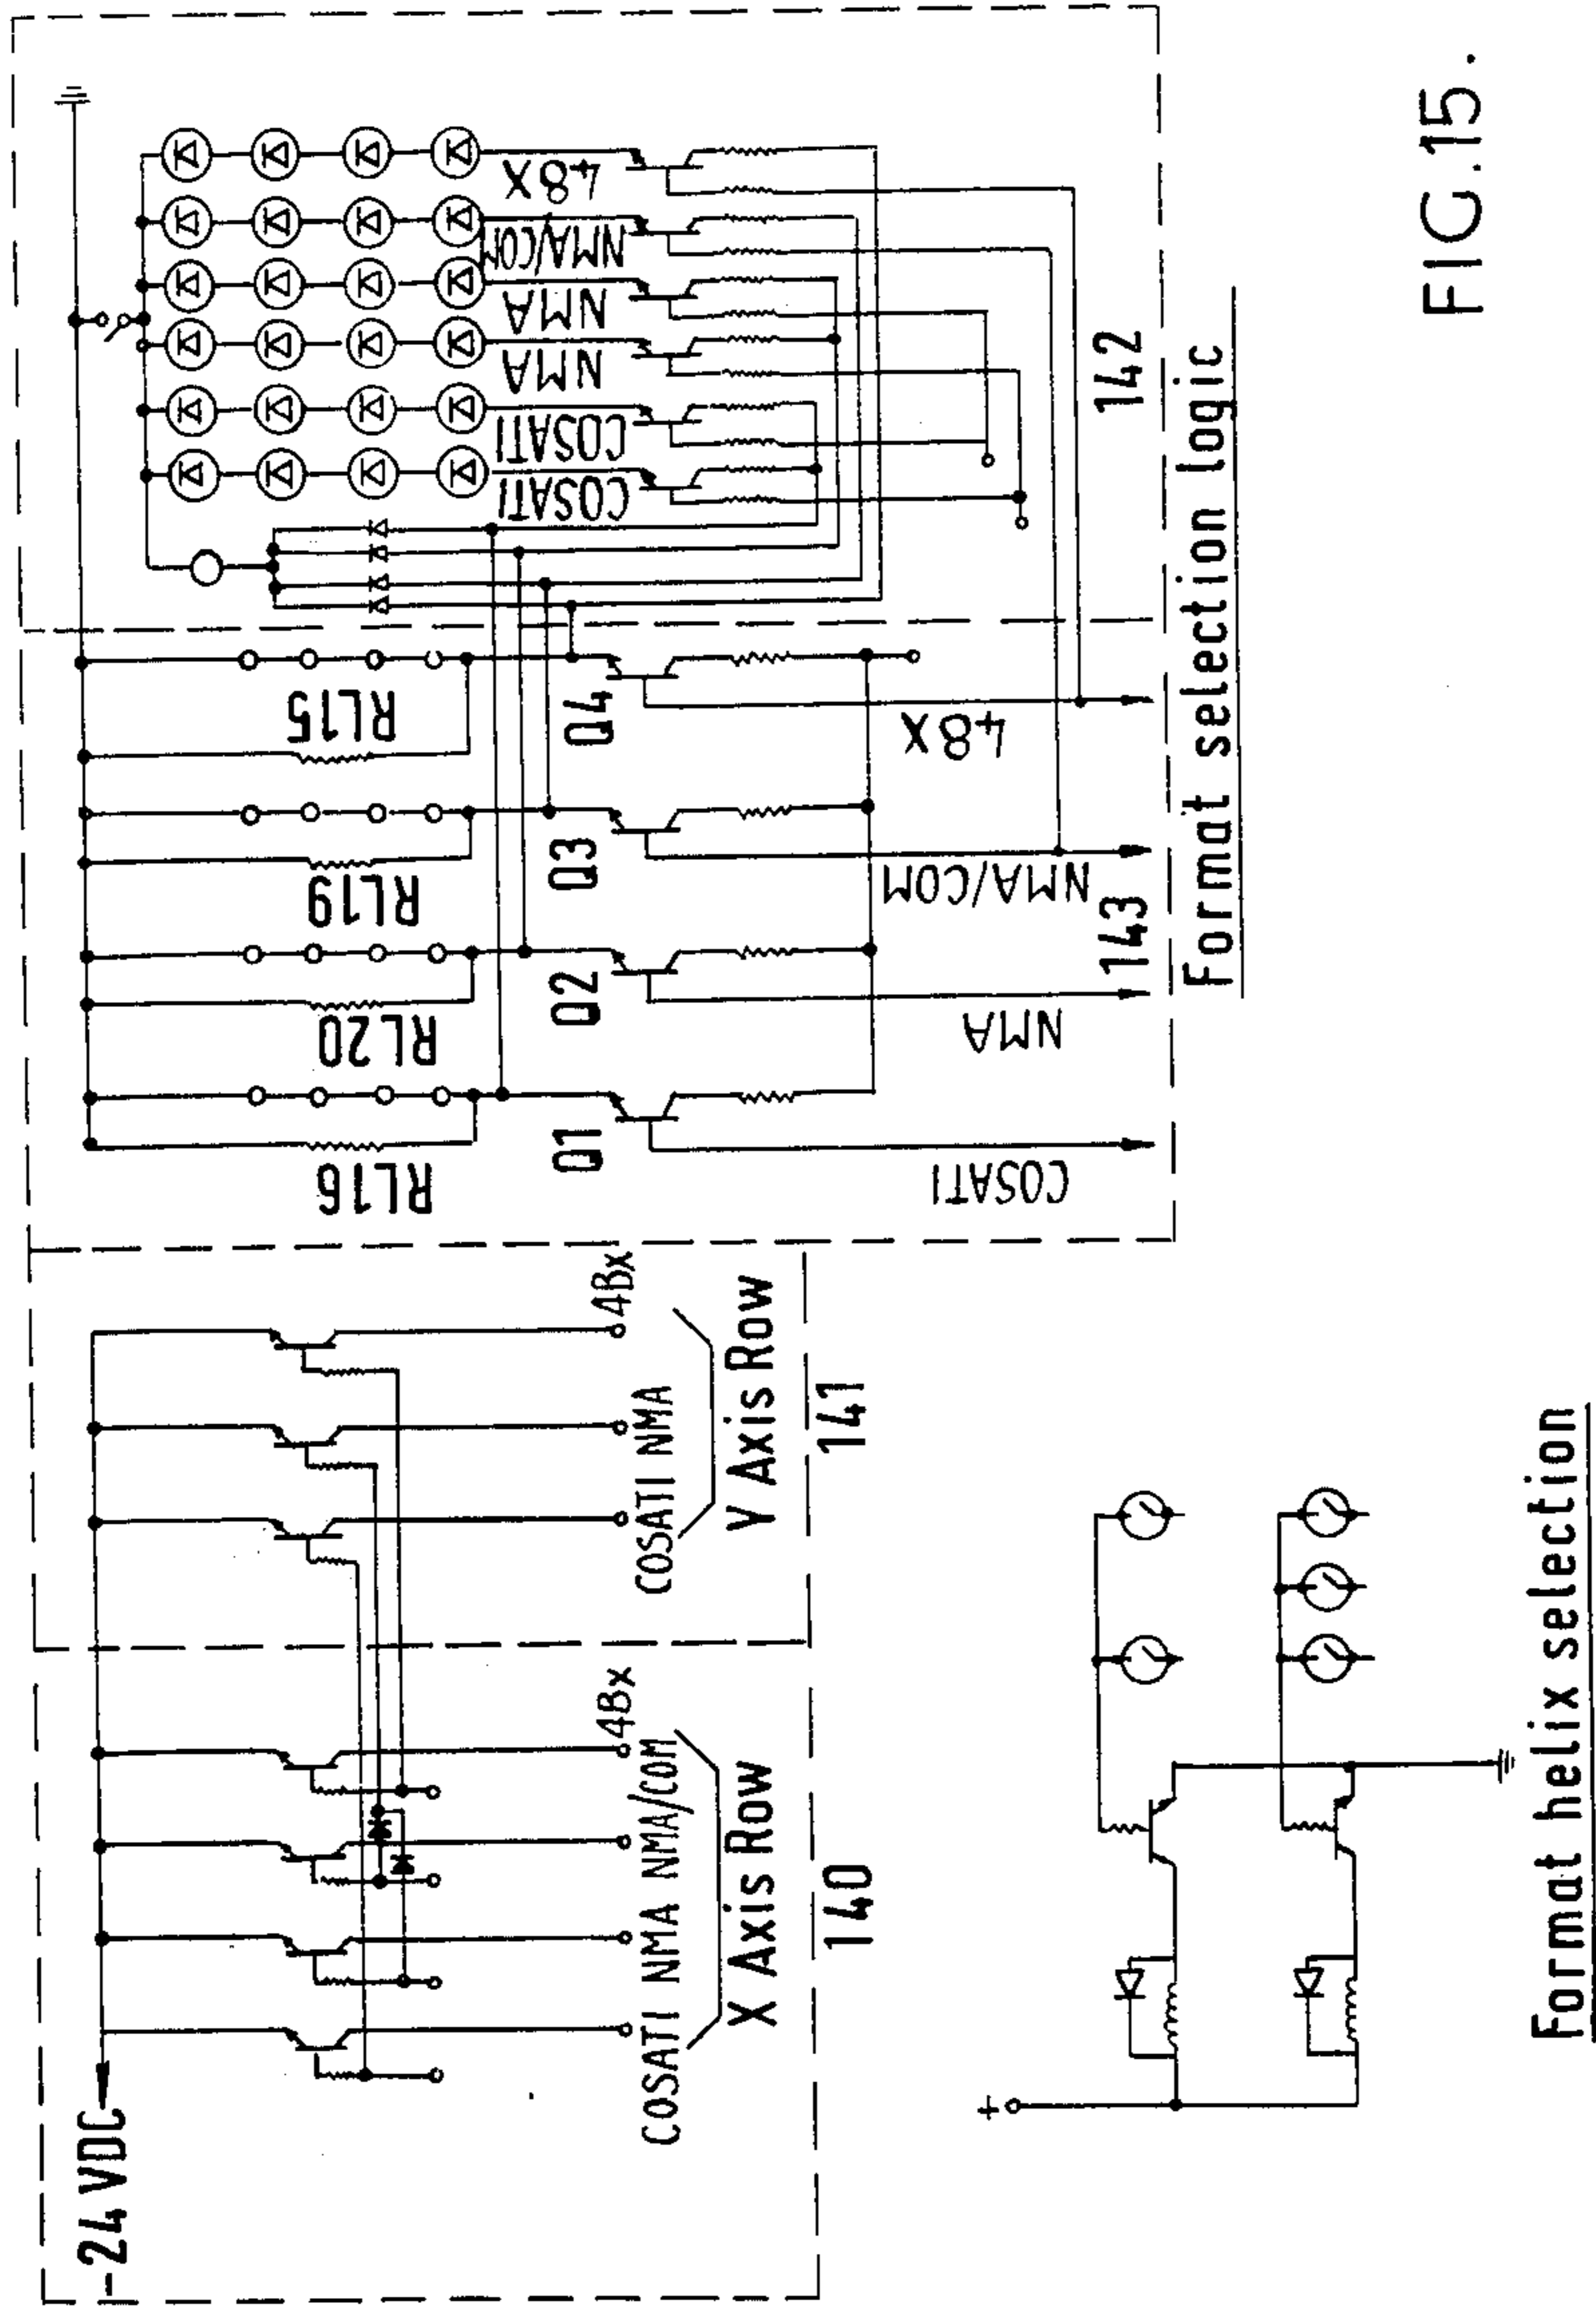 -24 VDC
COSATI NMA NMA/COM 4Bx
X Axis Row
140
COSATI NMA 4Bx
Y Axis Row
141
RL16
RL20
RL19
RL15
Q1
Q2
Q3
Q4
COSATI
NMA
NMA/COM
48X
143
COSATI
COSATI
NMA
NMA
NMA/COM
48X
142
Format selection logic
+
Format helix selection
FIG.15.